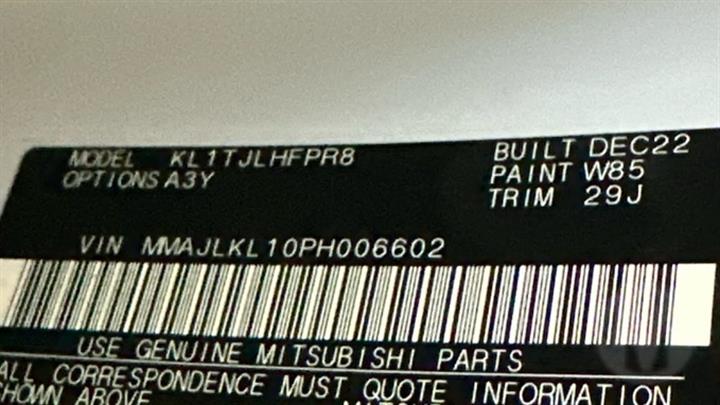 MODEL KL1TJLHFPR8 BUILT DEC22
OPTIONS A3Y PAINT W85
TRIM 29J
VIN MMAJLKL10PH006602
USE GENUINE MITSUBISHI PARTS
ALL CORRESPONDENCE MUST QUOTE INFORMATION
SHOWN ABOVE